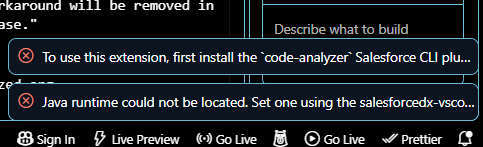 rkaround will be removed in
ase."
Describe what to build
To use this extension, first install the `code-analyzer` Salesforce CLI plu...
zed.png
Java runtime could not be located. Set one using the salesforcedx-vsco...
Sign In Live Preview Go Live Go Live Prettier